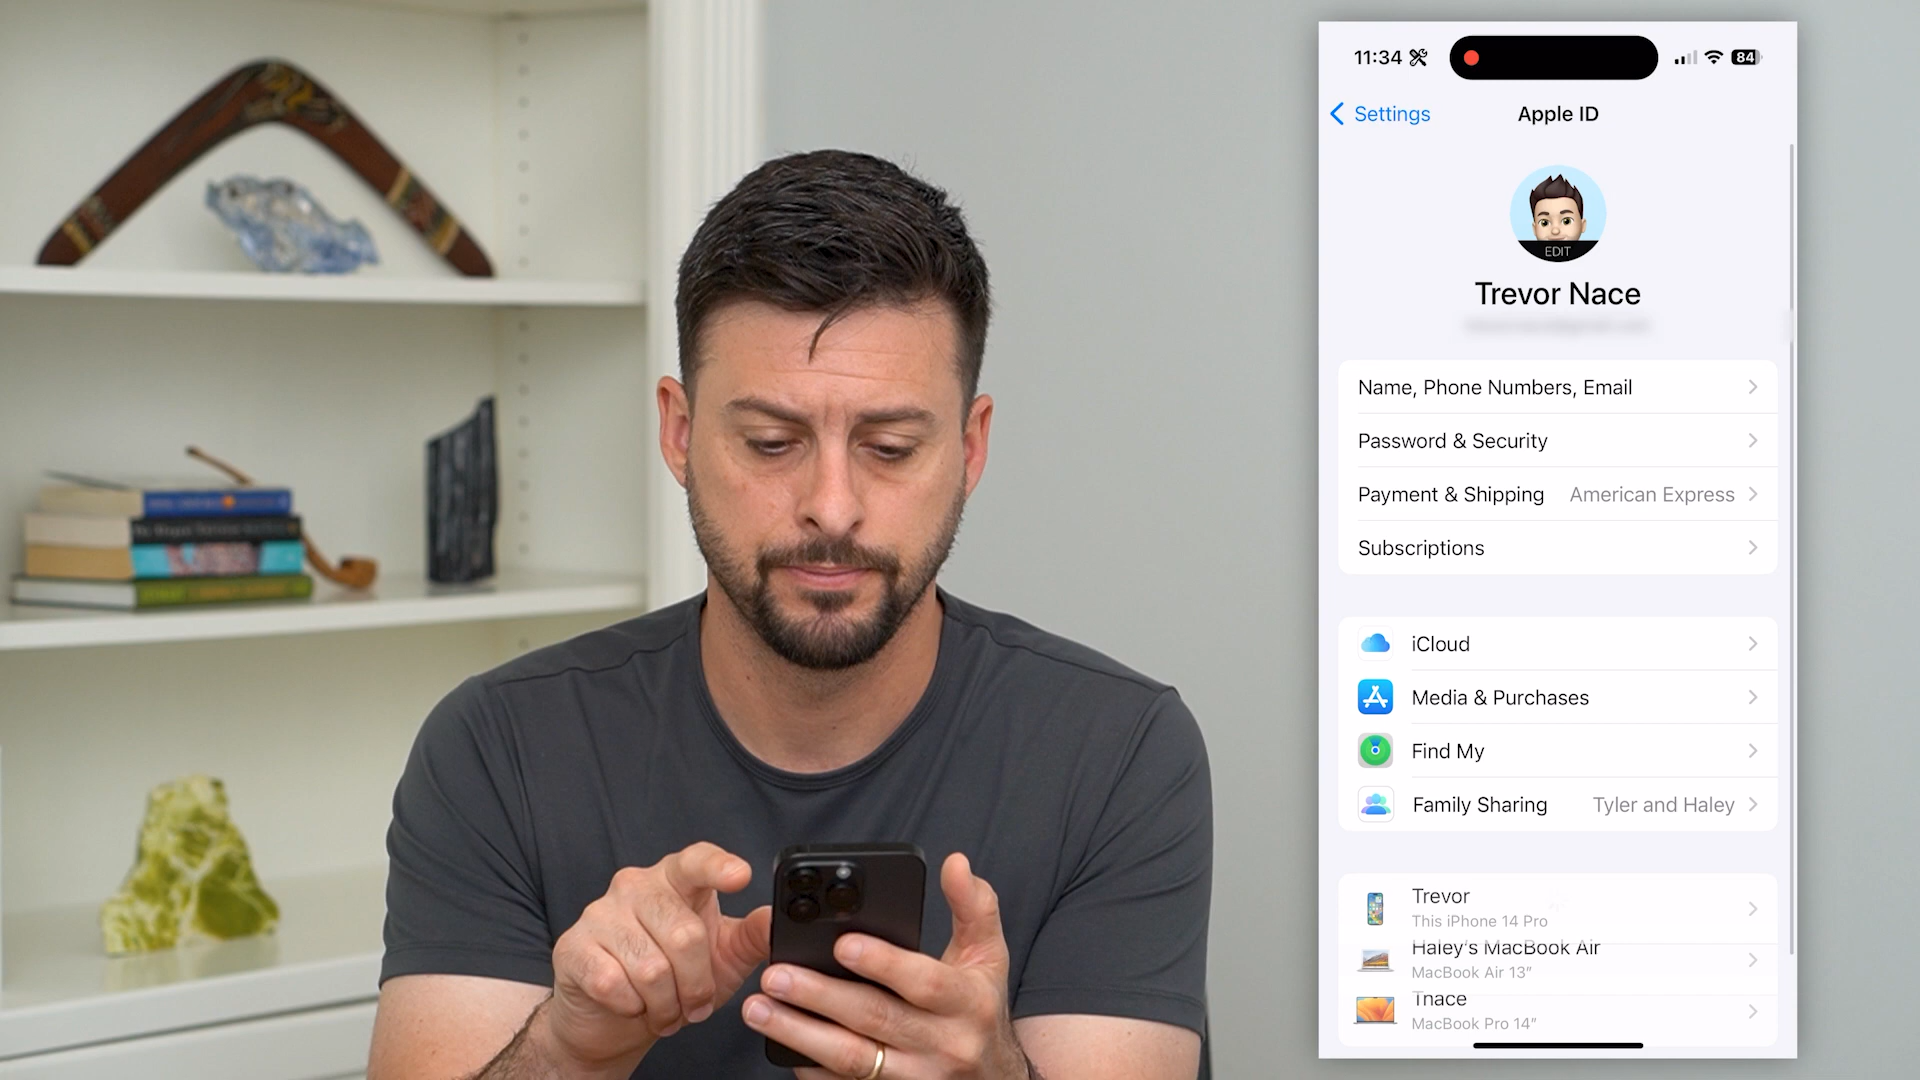 11:34
84
Settings
Apple ID
EDIT
Trevor Nace
Name, Phone Numbers, Email
Password & Security
Payment & Shipping American Express
Subscriptions
iCloud
Media & Purchases
Find My
Family Sharing Tyler and Haley
Trevor
This iPhone 14 Pro
Haley's MacBook Air
MacBook Air 13"
Tnace
MacBook Pro 14"